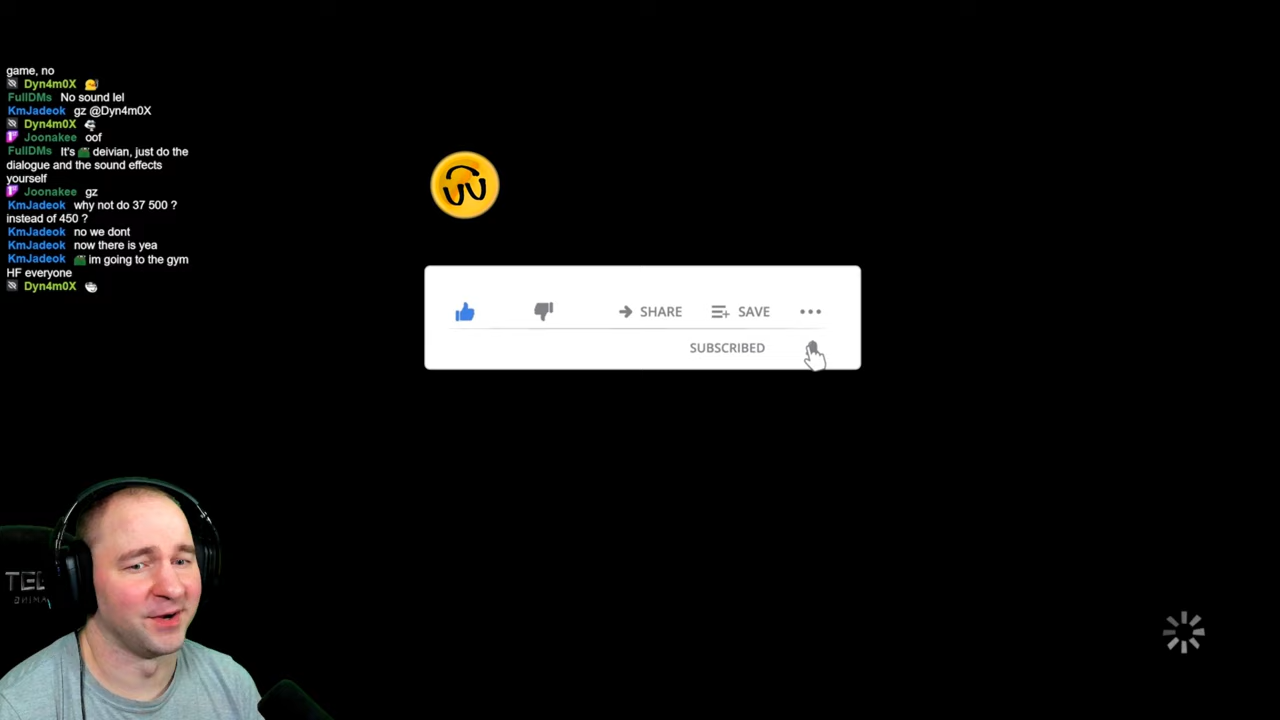 game, no
Dyn4m0X
FullDMs No sound lel
KmJadeok gz @Dyn4m0X
Dyn4m0X
Joonakee oof
FullDMs It's deivian, just do the
dialogue and the sound effects
yourself
Joonakee gz
KmJadeok why not do 37 500 ?
instead of 450 ?
KmJadeok no we dont
KmJadeok now there is yea
KmJadeok im going to the gym
HF everyone
Dyn4m0X
SHARE
SAVE
SUBSCRIBED